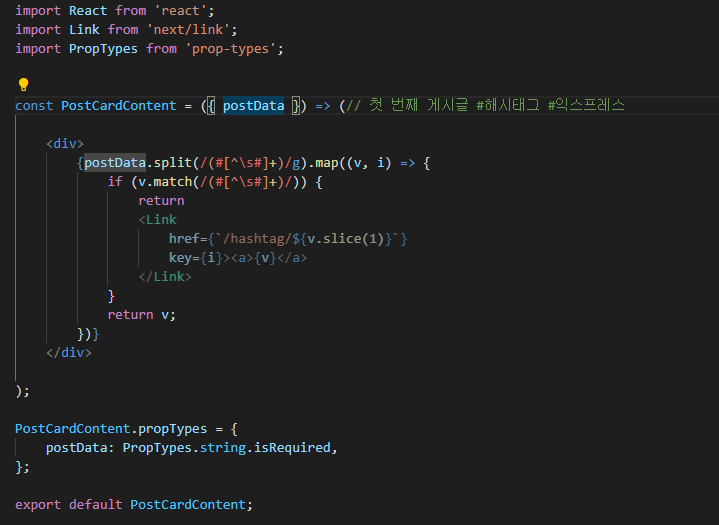 import React from 'react';
import Link from 'next/link';
import PropTypes from 'prop-types';
const PostCardContent = ({ postData }) => (// 첫 번째 게시글 #해시태그 #익스프레스
<div>
{postData.split(/(#[^\s#]+)/g).map((v, i) => {
if (v.match(/(#[^\s#]+)/)) {
return
<Link
href={`/hashtag/${v.slice(1)}`}
key={i}><a>{v}</a>
</Link>
}
return v;
})}
</div>
);
PostCardContent.propTypes = {
postData: PropTypes.string.isRequired,
};
export default PostCardContent;